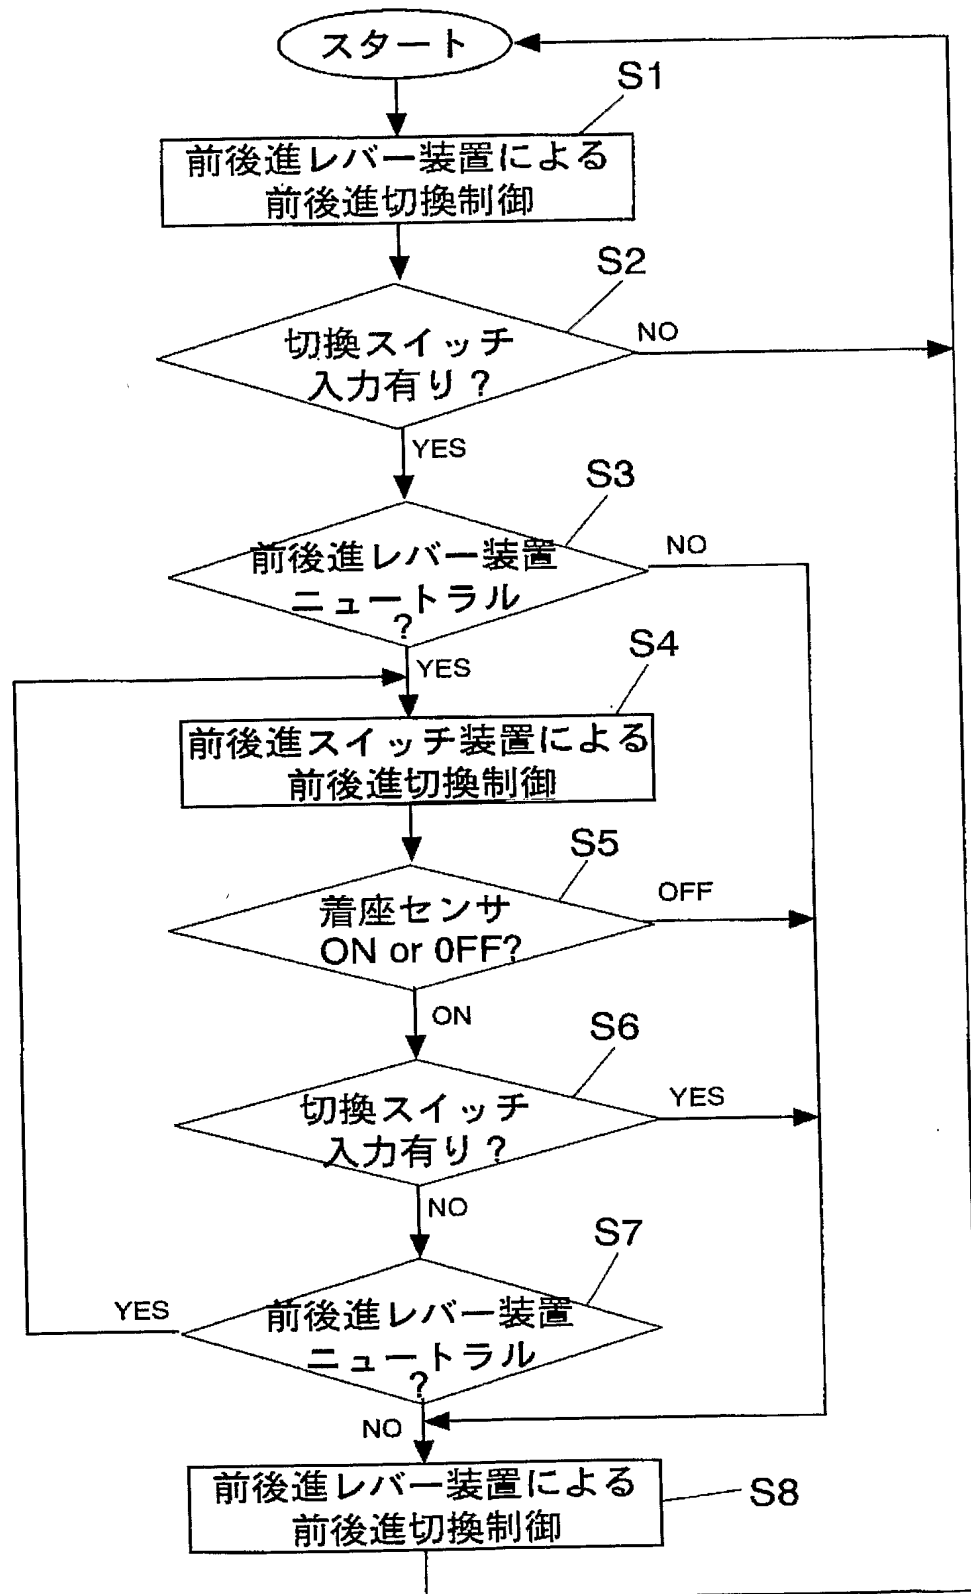 スタート
S1
前後進レバー装置による
前後進切換制御
S2
切換スイッチ
入力有り？
NO
YES
S3
前後進レバー装置
ニュートラル
？
NO
YES
S4
前後進スイッチ装置による
前後進切換制御
S5
着座センサ
ON or 0FF?
OFF
ON
S6
切換スイッチ
入力有り？
YES
NO
S7
前後進レバー装置
ニュートラル
？
YES
NO
前後進レバー装置による
前後進切換制御
S8